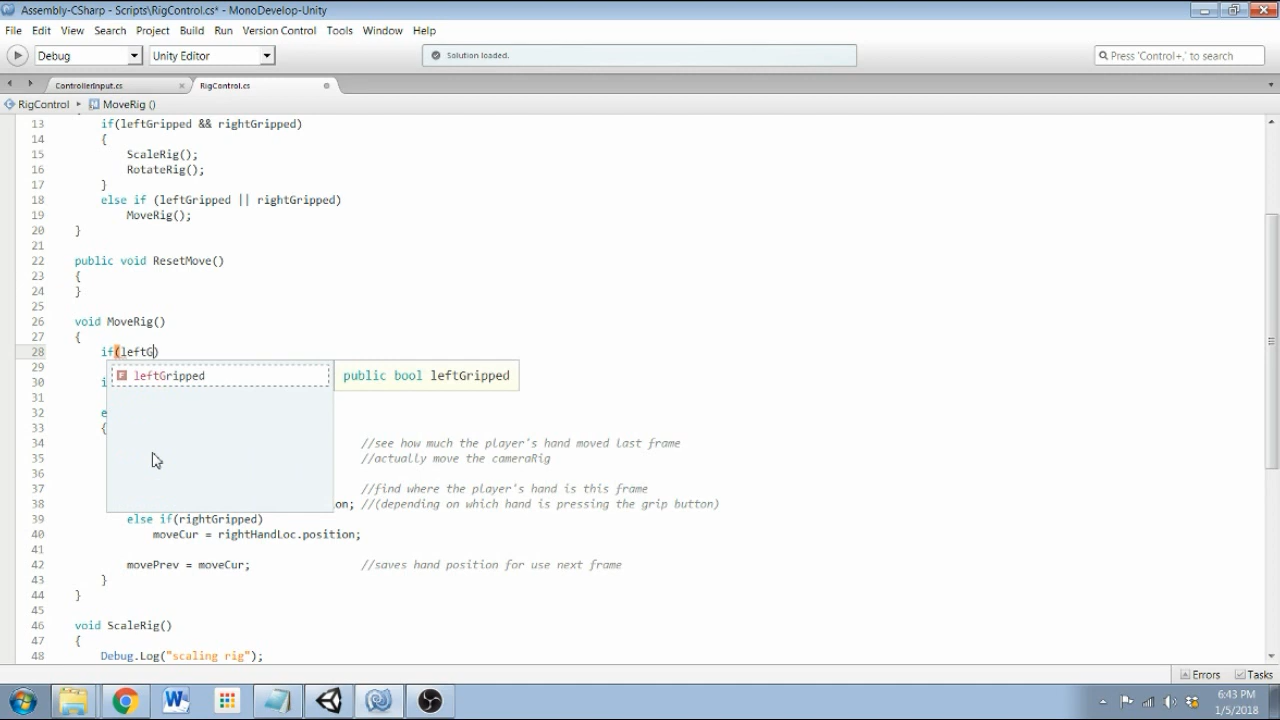 Assembly-CSharp - Scripts\RigControl.cs* - MonoDevelop-Unity
File Edit View Search Project Build Run Version Control Tools Window Help
Debug Unity Editor Solution loaded. Press 'Control+,' to search
ControllerInput.cs RigControl.cs
RigControl MoveRig ()
13 if(leftGripped && rightGripped)
14 {
15 ScaleRig();
16 RotateRig();
17 }
18 else if (leftGripped || rightGripped)
19 MoveRig();
20 }
21
22 public void ResetMove()
23 {
24 }
25
26 void MoveRig()
27 {
28 if(leftG)
29 leftGripped public bool leftGripped
30 i
31
32 e
33 {
34 //see how much the player's hand moved last frame
35 //actually move the cameraRig
36
37 //find where the player's hand is this frame
38 on; //(depending on which hand is pressing the grip button)
39 else if(rightGripped)
40 moveCur = rightHandLoc.position;
41
42 movePrev = moveCur; //saves hand position for use next frame
43 }
44 }
45
46 void ScaleRig()
47 {
48 Debug.Log("scaling rig");
Errors Tasks
6:43 PM
1/5/2018